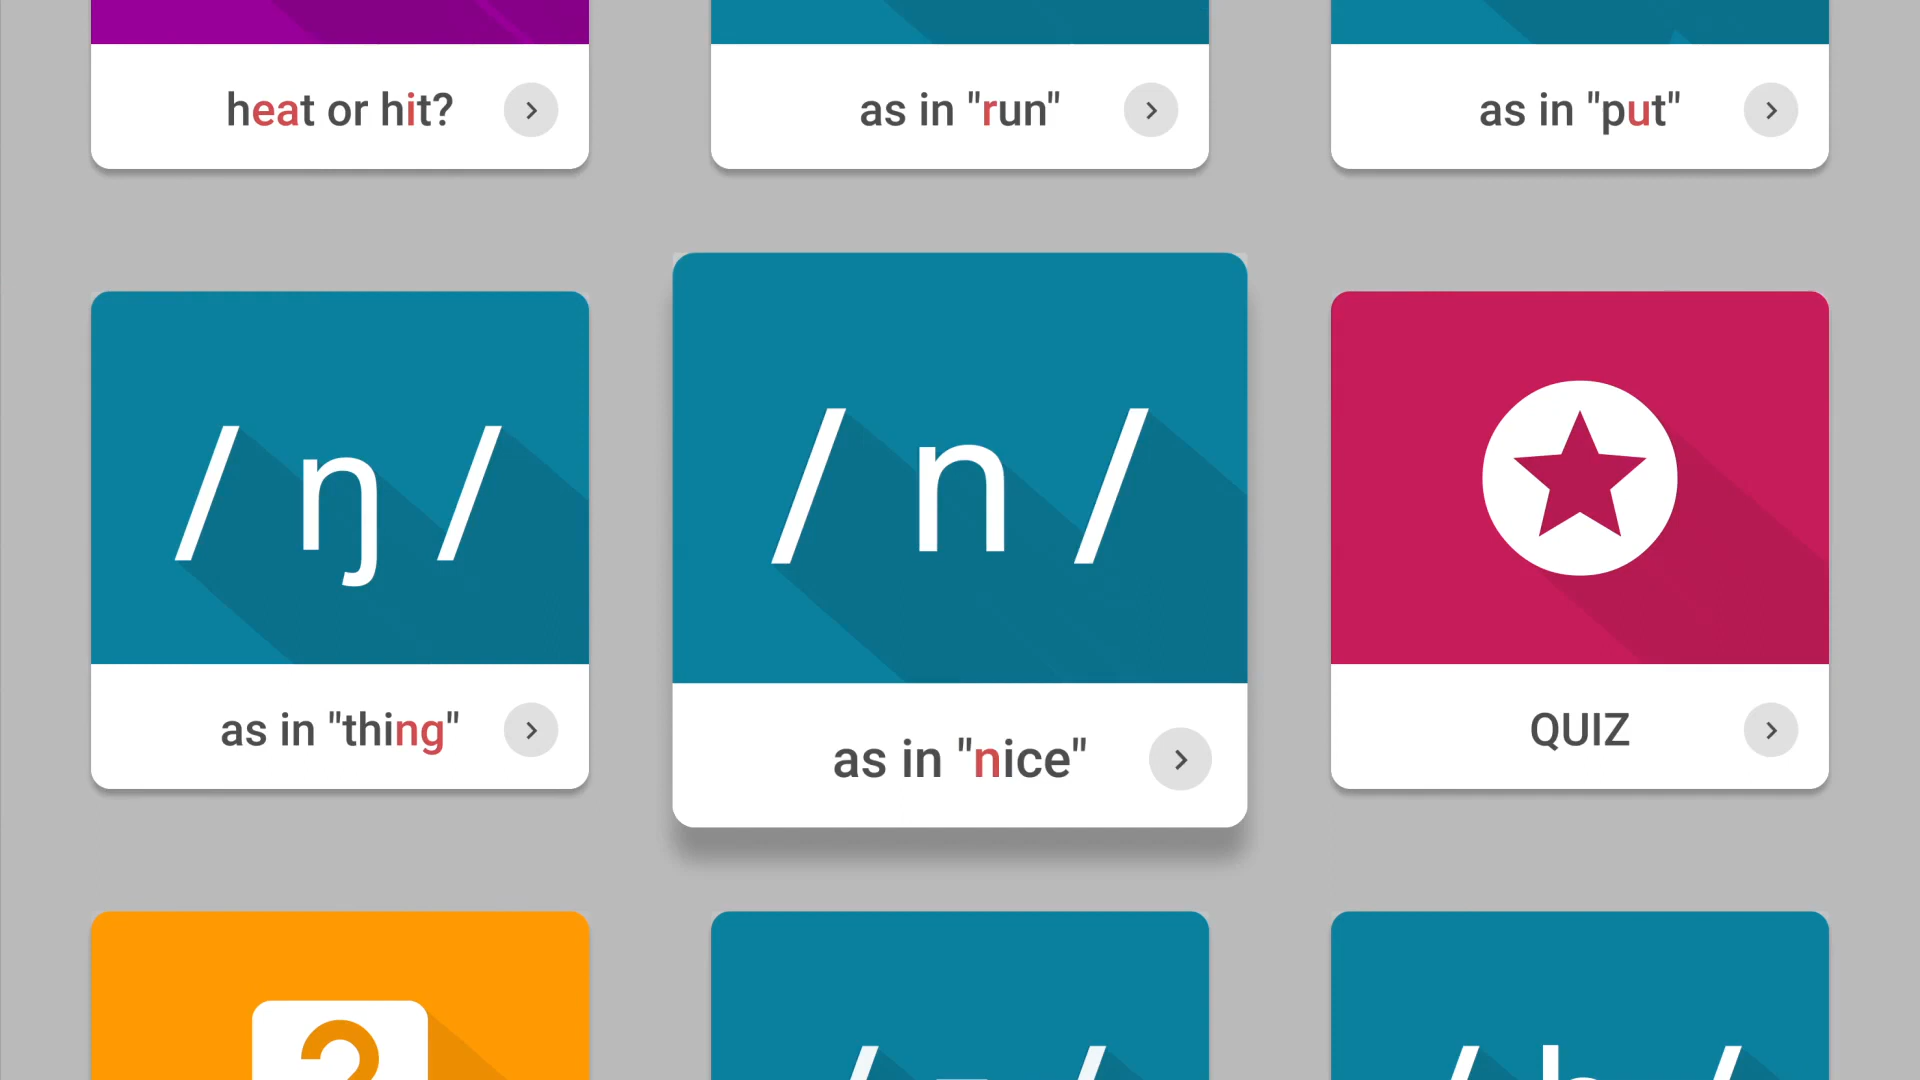 heat or hit?
as in "run"
as in "put"
/ ŋ /
/ n /
as in "thing"
as in "nice"
QUIZ
?